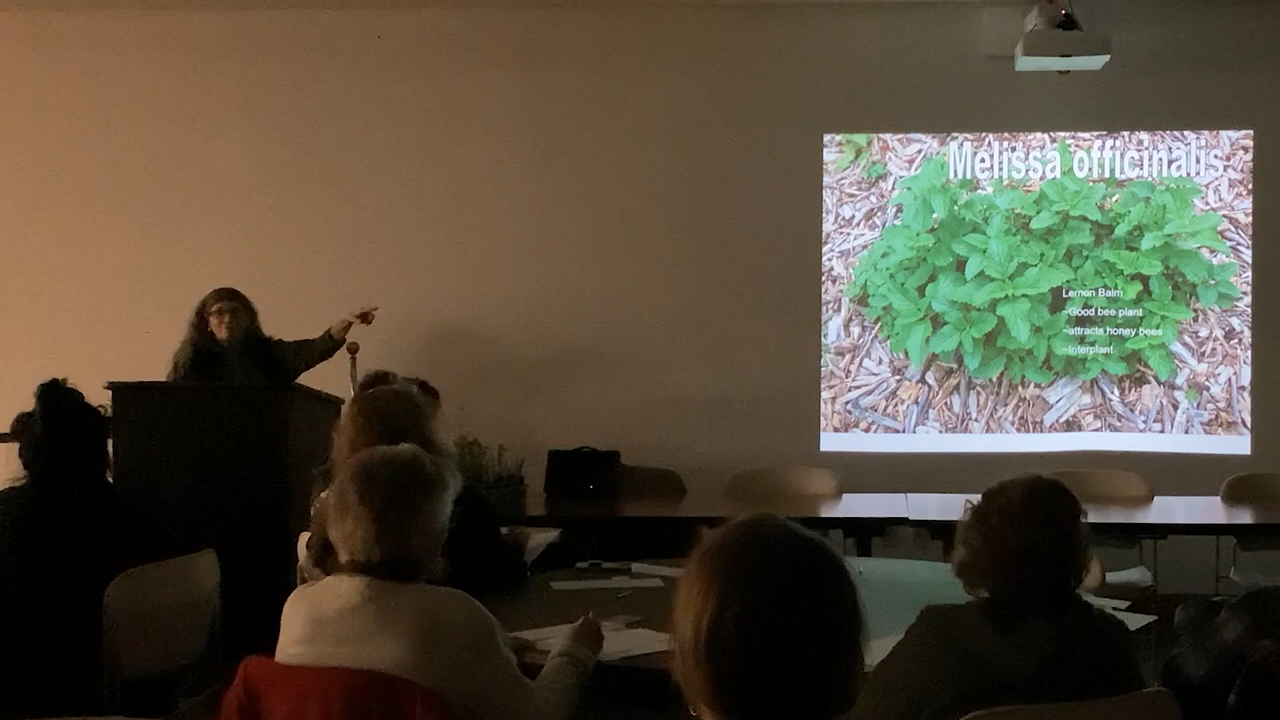 Melissa officinalis
Lemon Balm
~Good bee plant
~attracts honey bees
~Interplant